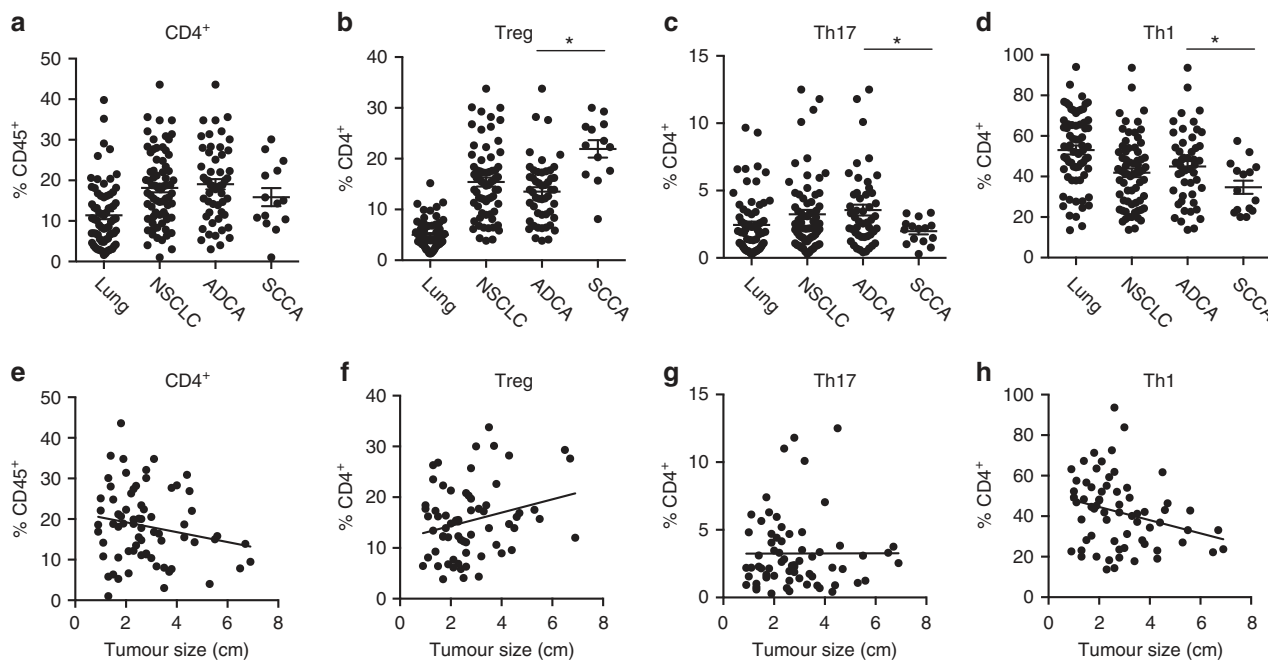 a
CD4⁺
% CD45⁺
50
40
30
20
10
0
Lung
NSCLC
ADCA
SCCA
b
Treg
*
% CD4⁺
40
30
20
10
0
Lung
NSCLC
ADCA
SCCA
c
Th17
*
% CD4⁺
15
10
5
0
Lung
NSCLC
ADCA
SCCA
d
Th1
*
% CD4⁺
100
80
60
40
20
0
Lung
NSCLC
ADCA
SCCA
e
CD4⁺
% CD45⁺
50
40
30
20
10
0
0 2 4 6 8
Tumour size (cm)
f
Treg
% CD4⁺
40
30
20
10
0
0 2 4 6 8
Tumour size (cm)
g
Th17
% CD4⁺
15
10
5
0
0 2 4 6 8
Tumour size (cm)
h
Th1
% CD4⁺
100
80
60
40
20
0
0 2 4 6 8
Tumour size (cm)